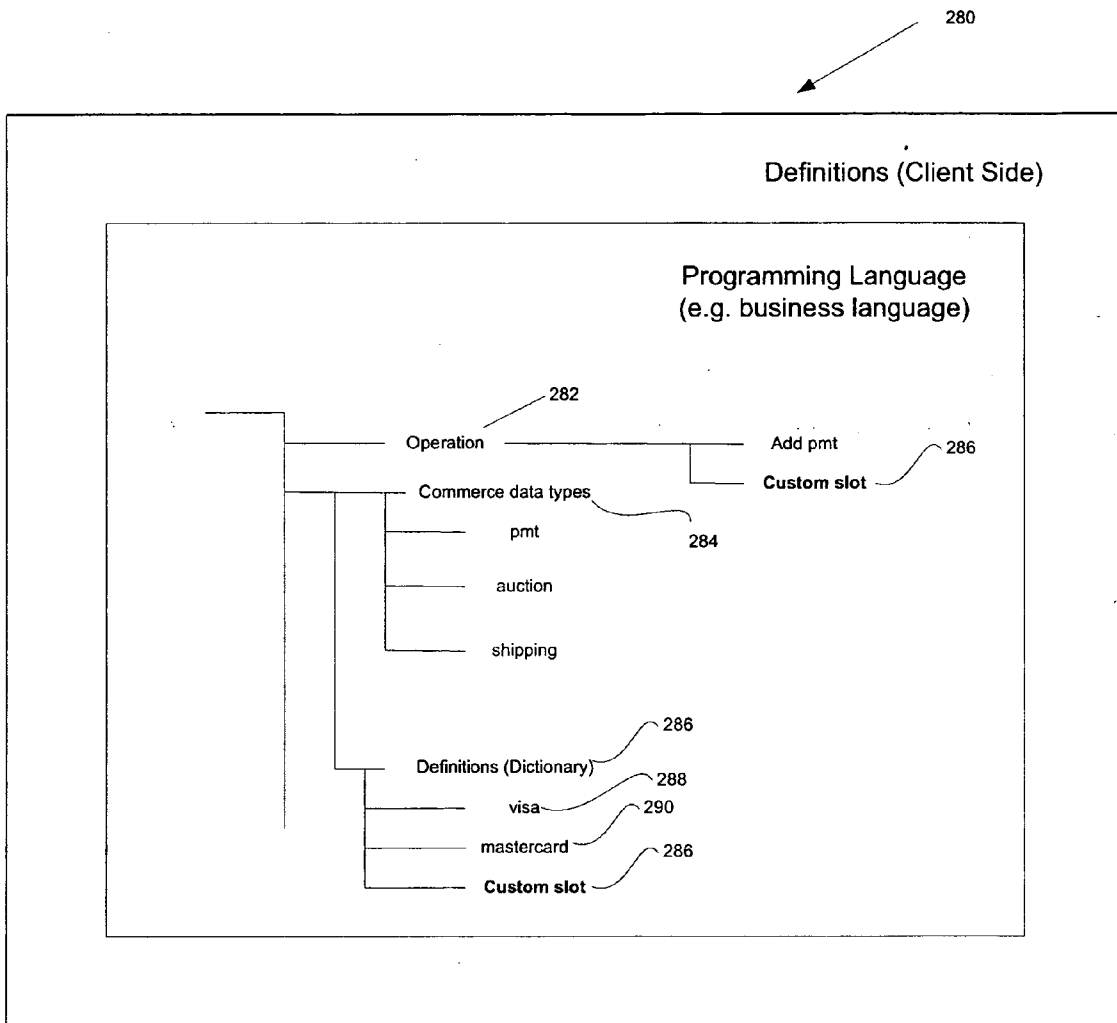 280
Definitions (Client Side)
Programming Language
(e.g. business language)
282
Operation
Add pmt
286
Custom slot
Commerce data types
284
pmt
auction
shipping
286
Definitions (Dictionary)
288
visa
290
mastercard
286
Custom slot